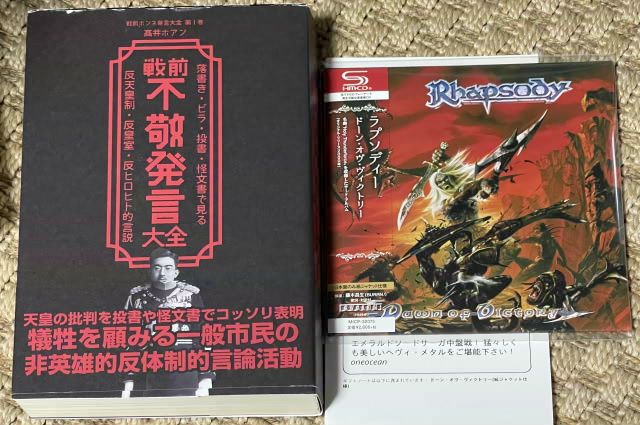 戦前ホンネ発言大全 第1巻
髙井ホアン
落書き・ビラ・投書・怪文書で見る
戦前
不敬発言
大全
反天皇制・反皇室・反ヒロヒト的言説
天皇の批判を投書や怪文書でコッソリ表明
犠牲を顧みる一般市民の
非英雄的反体制的言論活動
SHM-CD
Rhapsody
ラプソディー
ドーン・オヴ・ヴィクトリー
Dawn of Victory
エメラルドソードサーガ中盤戦! 猛々しく
も美しいヘヴィ・メタルをご堪能下さい!
oneocean